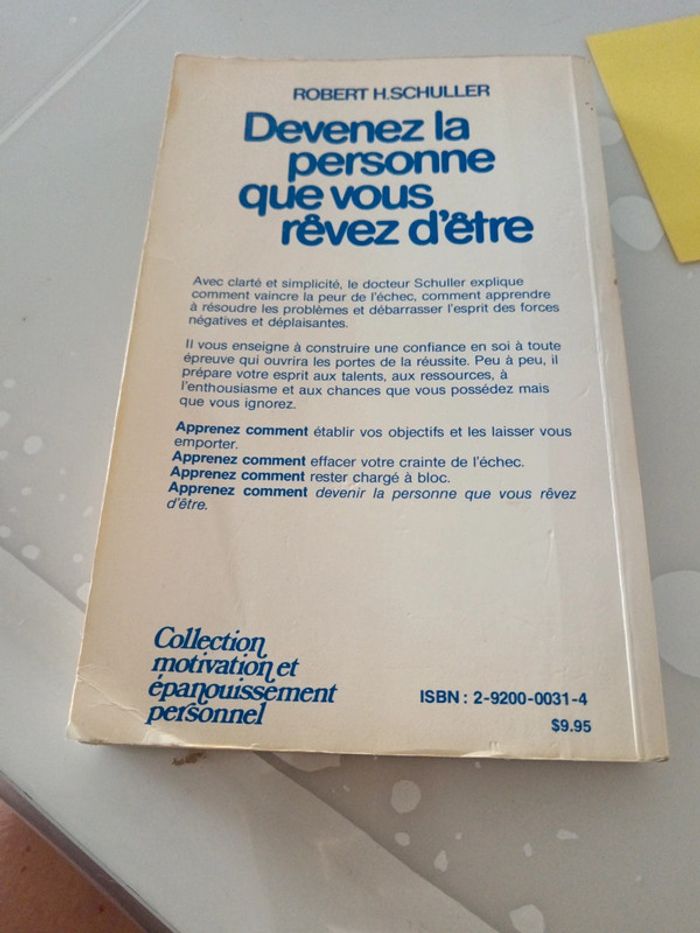 ROBERT H.SCHULLER
Devenez la
personne
que vous
rêvez d'être
Avec clarté et simplicité, le docteur Schuller explique
comment vaincre la peur de l'échec, comment apprendre
à résoudre les problèmes et débarrasser l'esprit des forces
négatives et déplaisantes.
Il vous enseigne à construire une confiance en soi à toute
épreuve qui ouvrira les portes de la réussite. Peu à peu, il
prépare votre esprit aux talents, aux ressources, à
l'enthousiasme et aux chances que vous possédez mais
que vous ignorez.
Apprenez comment établir vos objectifs et les laisser vous
emporter.
Apprenez comment effacer votre crainte de l'échec.
Apprenez comment rester chargé à bloc.
Apprenez comment devenir la personne que vous rêvez
d'être.
Collection
motivation et
épanouissement
personnel
ISBN : 2-9200-0031-4
$9.95